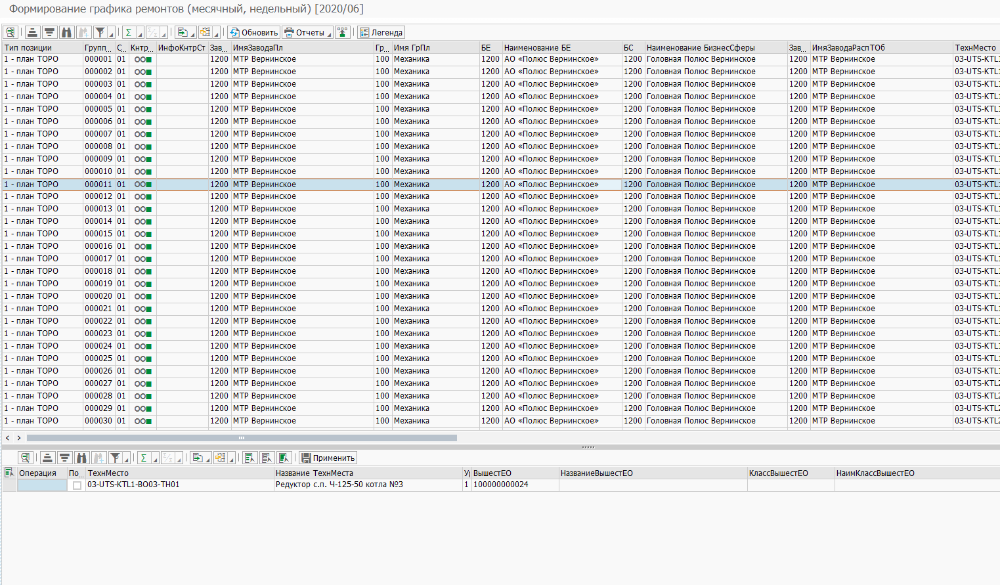 Формирование графика ремонтов (месячный, недельный) [2020/06]
Обновить Отчеты Легенда
Тип позиции Групп... С... Кнтр... ИнфоКнтрСт Зав... ИмяЗаводаПл Гр... Имя ГрПл БЕ Наименование БЕ БС Наименование БизнесСферы Зав... ИмяЗаводаРаспТОб ТехнМесто
1 - план ТОРО 000001 01 1200 МТР Вернинское 100 Механика 1200 АО «Полюс Вернинское» 1200 Головная Полюс Вернинское 1200 МТР Вернинское 03-UTS-KTL1
1 - план ТОРО 000002 01 1200 МТР Вернинское 100 Механика 1200 АО «Полюс Вернинское» 1200 Головная Полюс Вернинское 1200 МТР Вернинское 03-UTS-KTL1
1 - план ТОРО 000003 01 1200 МТР Вернинское 100 Механика 1200 АО «Полюс Вернинское» 1200 Головная Полюс Вернинское 1200 МТР Вернинское 03-UTS-KTL1
1 - план ТОРО 000004 01 1200 МТР Вернинское 100 Механика 1200 АО «Полюс Вернинское» 1200 Головная Полюс Вернинское 1200 МТР Вернинское 03-UTS-KTL1
1 - план ТОРО 000005 01 1200 МТР Вернинское 100 Механика 1200 АО «Полюс Вернинское» 1200 Головная Полюс Вернинское 1200 МТР Вернинское 03-UTS-KTL1
1 - план ТОРО 000006 01 1200 МТР Вернинское 100 Механика 1200 АО «Полюс Вернинское» 1200 Головная Полюс Вернинское 1200 МТР Вернинское 03-UTS-KTL1
1 - план ТОРО 000007 01 1200 МТР Вернинское 100 Механика 1200 АО «Полюс Вернинское» 1200 Головная Полюс Вернинское 1200 МТР Вернинское 03-UTS-KTL1
1 - план ТОРО 000008 01 1200 МТР Вернинское 100 Механика 1200 АО «Полюс Вернинское» 1200 Головная Полюс Вернинское 1200 МТР Вернинское 03-UTS-KTL1
1 - план ТОРО 000009 01 1200 МТР Вернинское 100 Механика 1200 АО «Полюс Вернинское» 1200 Головная Полюс Вернинское 1200 МТР Вернинское 03-UTS-KTL1
1 - план ТОРО 000010 01 1200 МТР Вернинское 100 Механика 1200 АО «Полюс Вернинское» 1200 Головная Полюс Вернинское 1200 МТР Вернинское 03-UTS-KTL1
1 - план ТОРО 000011 01 1200 МТР Вернинское 100 Механика 1200 АО «Полюс Вернинское» 1200 Головная Полюс Вернинское 1200 МТР Вернинское 03-UTS-KTL1
1 - план ТОРО 000012 01 1200 МТР Вернинское 100 Механика 1200 АО «Полюс Вернинское» 1200 Головная Полюс Вернинское 1200 МТР Вернинское 03-UTS-KTL1
1 - план ТОРО 000013 01 1200 МТР Вернинское 100 Механика 1200 АО «Полюс Вернинское» 1200 Головная Полюс Вернинское 1200 МТР Вернинское 03-UTS-KTL1
1 - план ТОРО 000014 01 1200 МТР Вернинское 100 Механика 1200 АО «Полюс Вернинское» 1200 Головная Полюс Вернинское 1200 МТР Вернинское 03-UTS-KTL1
1 - план ТОРО 000015 01 1200 МТР Вернинское 100 Механика 1200 АО «Полюс Вернинское» 1200 Головная Полюс Вернинское 1200 МТР Вернинское 03-UTS-KTL1
1 - план ТОРО 000016 01 1200 МТР Вернинское 100 Механика 1200 АО «Полюс Вернинское» 1200 Головная Полюс Вернинское 1200 МТР Вернинское 03-UTS-KTL1
1 - план ТОРО 000017 01 1200 МТР Вернинское 100 Механика 1200 АО «Полюс Вернинское» 1200 Головная Полюс Вернинское 1200 МТР Вернинское 03-UTS-KTL1
1 - план ТОРО 000018 01 1200 МТР Вернинское 100 Механика 1200 АО «Полюс Вернинское» 1200 Головная Полюс Вернинское 1200 МТР Вернинское 03-UTS-KTL1
1 - план ТОРО 000019 01 1200 МТР Вернинское 100 Механика 1200 АО «Полюс Вернинское» 1200 Головная Полюс Вернинское 1200 МТР Вернинское 03-UTS-KTL1
1 - план ТОРО 000020 01 1200 МТР Вернинское 100 Механика 1200 АО «Полюс Вернинское» 1200 Головная Полюс Вернинское 1200 МТР Вернинское 03-UTS-KTL1
1 - план ТОРО 000021 01 1200 МТР Вернинское 100 Механика 1200 АО «Полюс Вернинское» 1200 Головная Полюс Вернинское 1200 МТР Вернинское 03-UTS-KTL1
1 - план ТОРО 000022 01 1200 МТР Вернинское 100 Механика 1200 АО «Полюс Вернинское» 1200 Головная Полюс Вернинское 1200 МТР Вернинское 03-UTS-KTL1
1 - план ТОРО 000023 01 1200 МТР Вернинское 100 Механика 1200 АО «Полюс Вернинское» 1200 Головная Полюс Вернинское 1200 МТР Вернинское 03-UTS-KTL1
1 - план ТОРО 000024 01 1200 МТР Вернинское 100 Механика 1200 АО «Полюс Вернинское» 1200 Головная Полюс Вернинское 1200 МТР Вернинское 03-UTS-KTL1
1 - план ТОРО 000025 01 1200 МТР Вернинское 100 Механика 1200 АО «Полюс Вернинское» 1200 Головная Полюс Вернинское 1200 МТР Вернинское 03-UTS-KTL1
1 - план ТОРО 000026 01 1200 МТР Вернинское 100 Механика 1200 АО «Полюс Вернинское» 1200 Головная Полюс Вернинское 1200 МТР Вернинское 03-UTS-KTL1
1 - план ТОРО 000027 01 1200 МТР Вернинское 100 Механика 1200 АО «Полюс Вернинское» 1200 Головная Полюс Вернинское 1200 МТР Вернинское 03-UTS-KTL2
1 - план ТОРО 000028 01 1200 МТР Вернинское 100 Механика 1200 АО «Полюс Вернинское» 1200 Головная Полюс Вернинское 1200 МТР Вернинское 03-UTS-KTL2
1 - план ТОРО 000029 01 1200 МТР Вернинское 100 Механика 1200 АО «Полюс Вернинское» 1200 Головная Полюс Вернинское 1200 МТР Вернинское 03-UTS-KTL2
1 - план ТОРО 000030 01 1200 МТР Вернинское 100 Механика 1200 АО «Полюс Вернинское» 1200 Головная Полюс Вернинское 1200 МТР Вернинское 03-UTS-KTL2
Применить
Операция По... ТехнМесто Название ТехнМеста Ур ВышестЕО НазваниеВышестЕО КлассВышестЕО НаимКлассВышестЕО
03-UTS-KTL1-BO03-TH01 Редуктор с.п. Ч-125-50 котла №3 1 100000000024